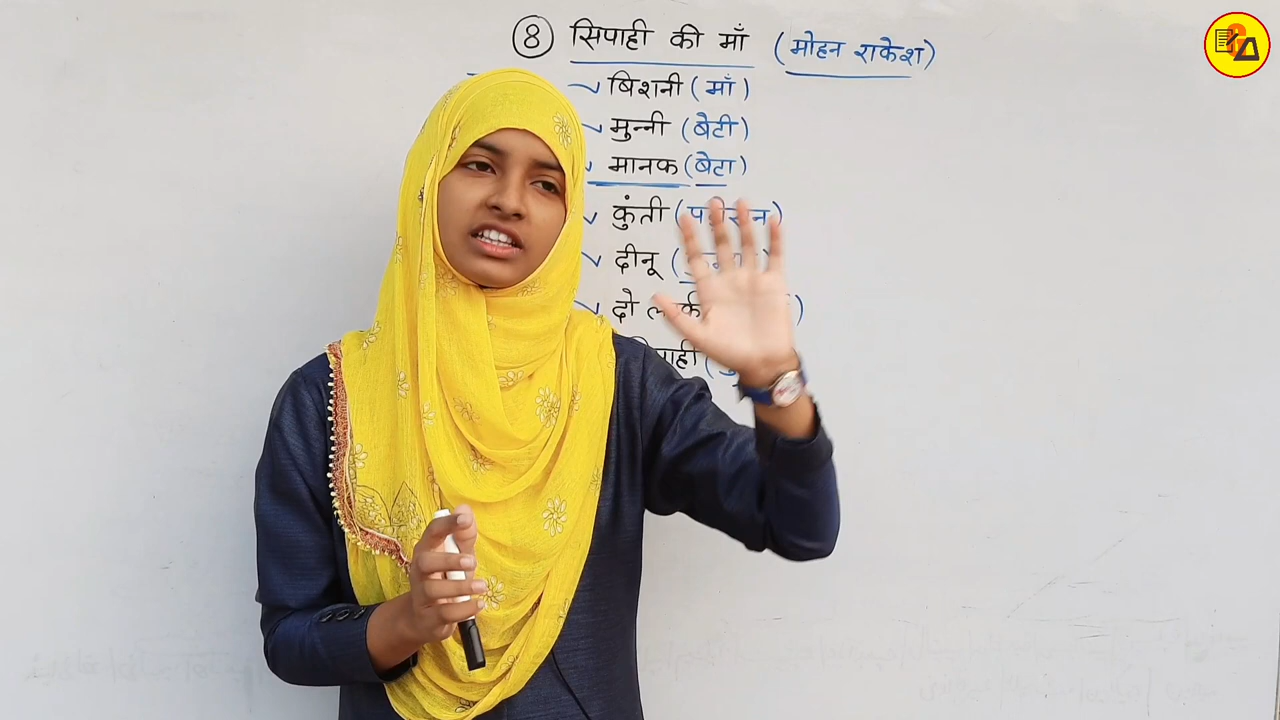 8 सिपाही की माँ (मोहन राकेश)
बिशनी (माँ)
मुन्नी (बेटी)
मानक (बेटा)
कुंती
दीनू
दो